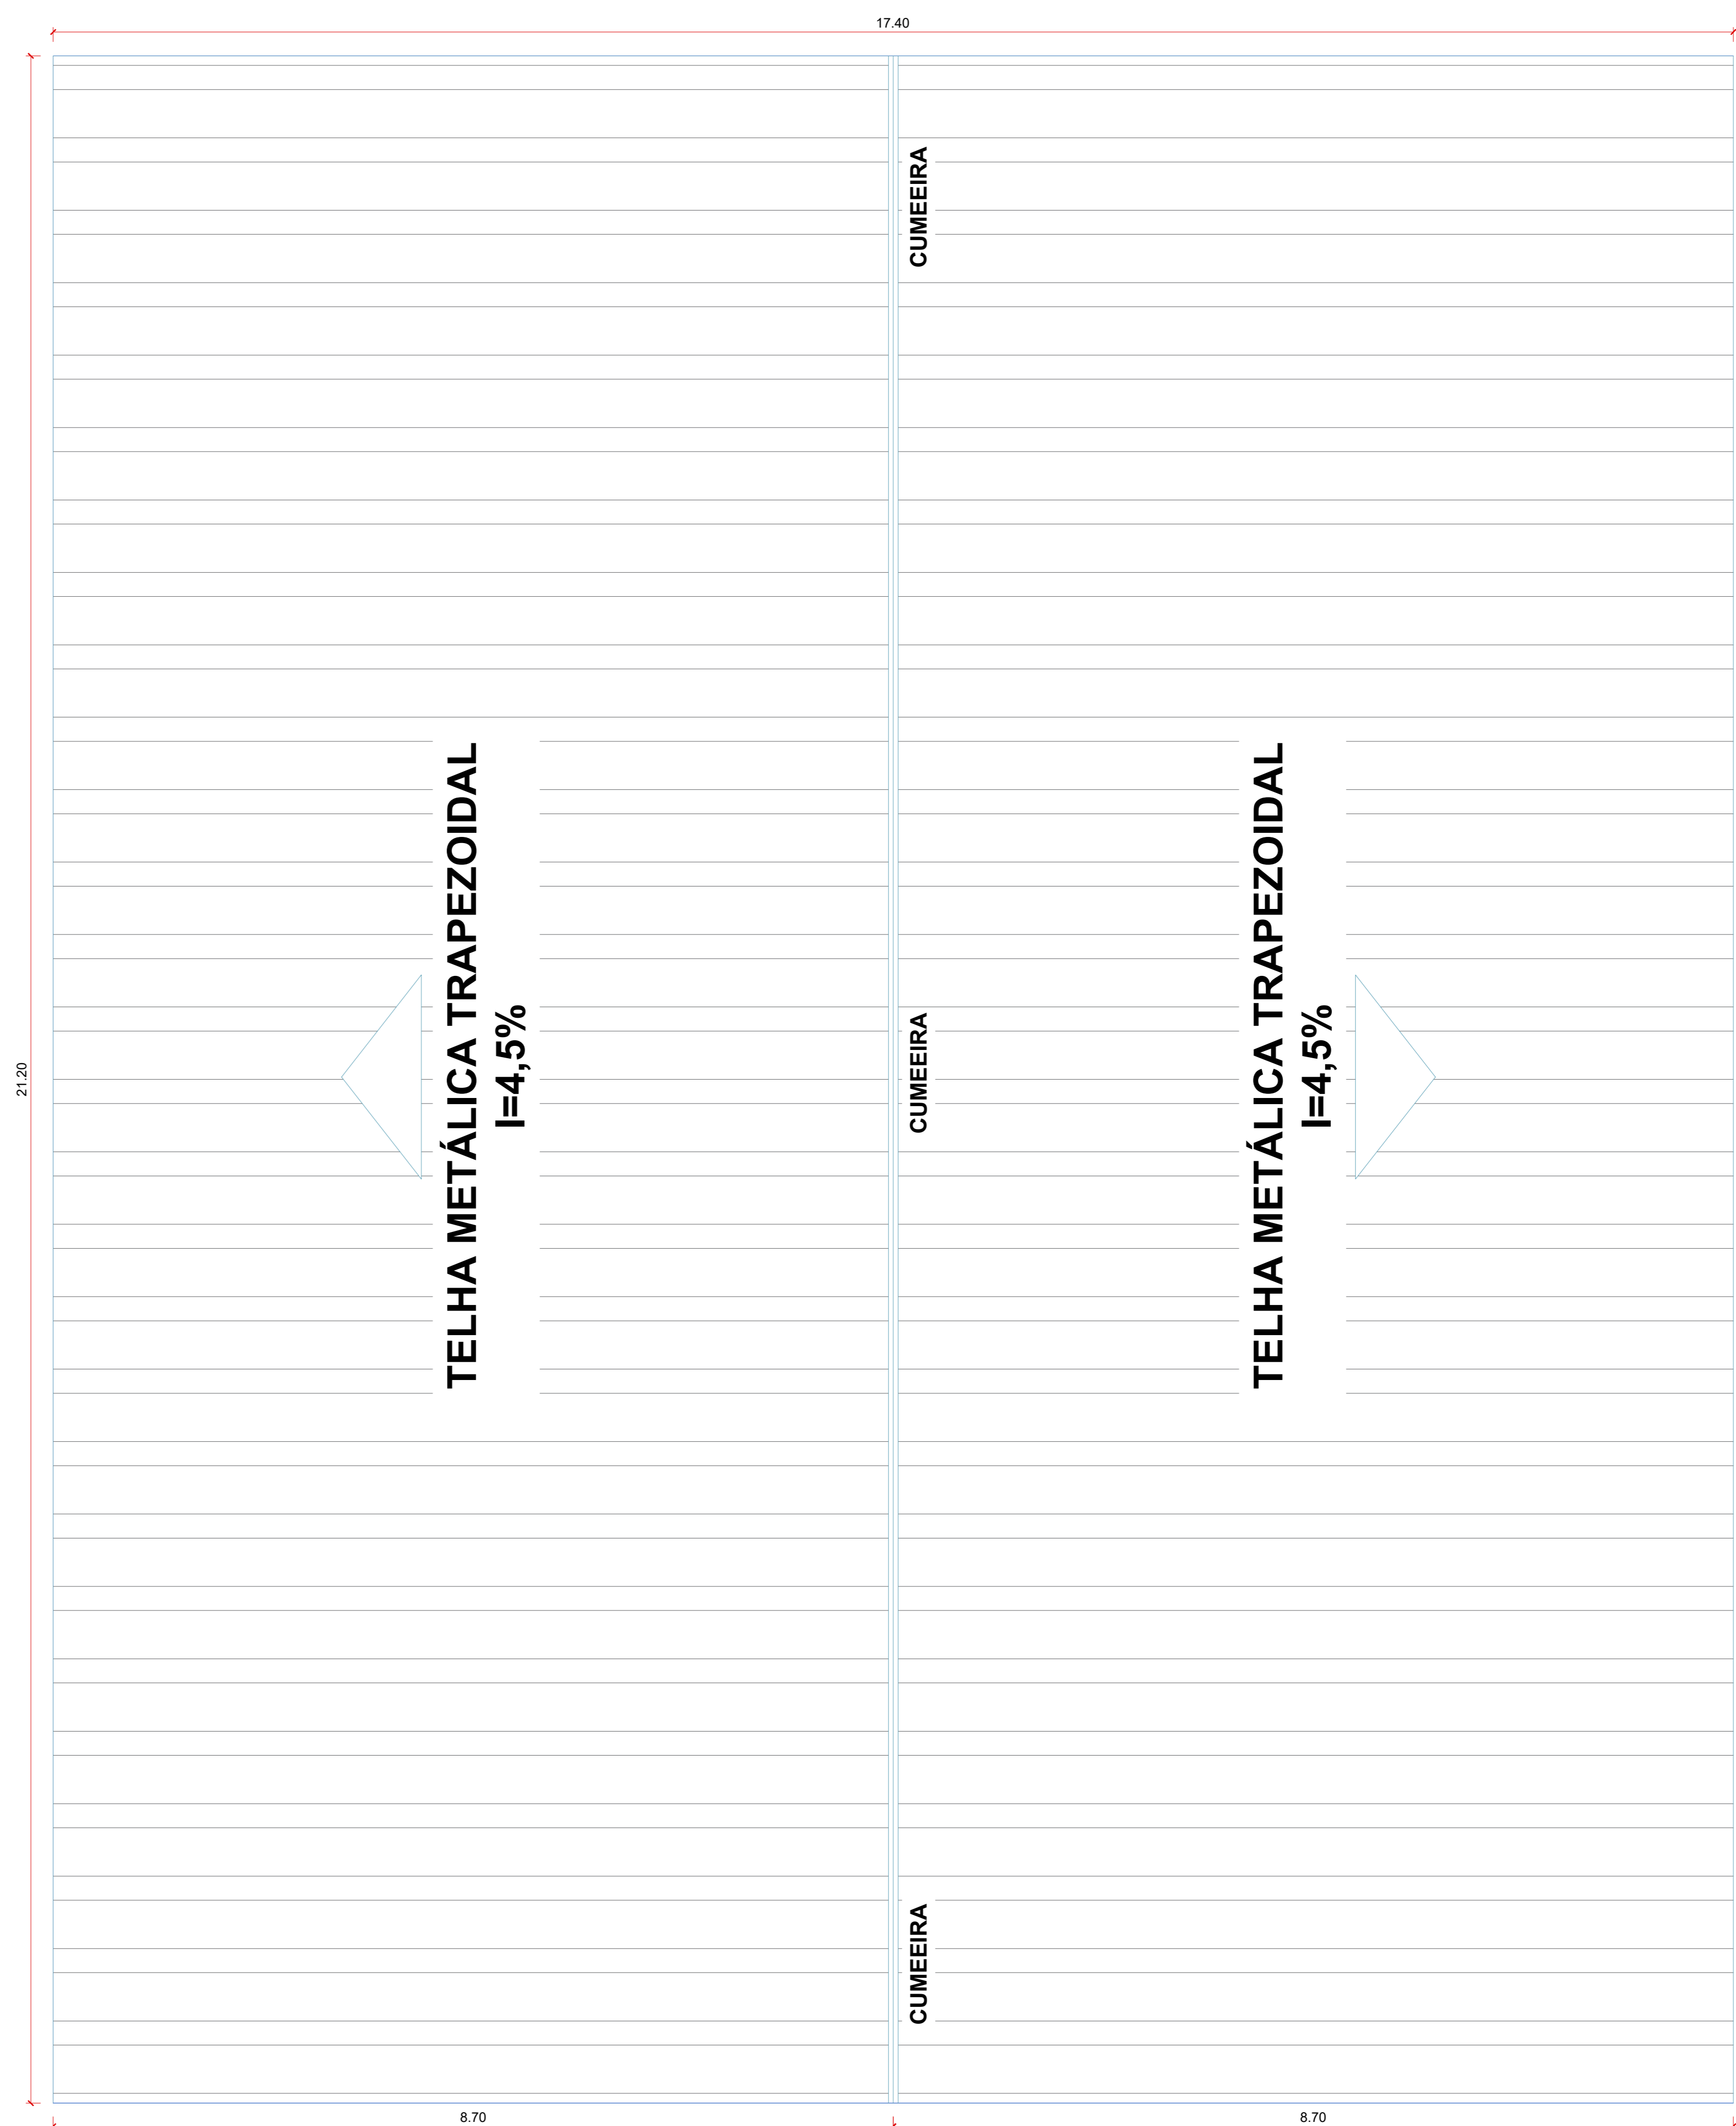 17.40
CUMEEIRA
TELHA METÁLICA TRAPEZOIDAL
I=4,5%
TELHA METÁLICA TRAPEZOIDAL
I=4,5%
CUMEEIRA
21.20
CUMEEIRA
8.70
8.70